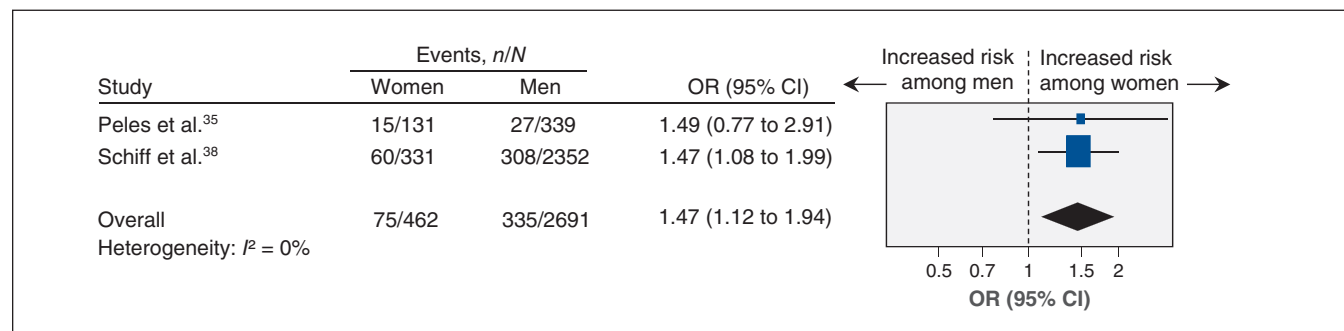 Events, n/N
Study Women Men OR (95% CI)
Increased risk among men
Increased risk among women
Peles et al.35 15/131 27/339 1.49 (0.77 to 2.91)
Schiff et al.38 60/331 308/2352 1.47 (1.08 to 1.99)
Overall 75/462 335/2691 1.47 (1.12 to 1.94)
Heterogeneity: I² = 0%
0.5 0.7 1 1.5 2
OR (95% CI)